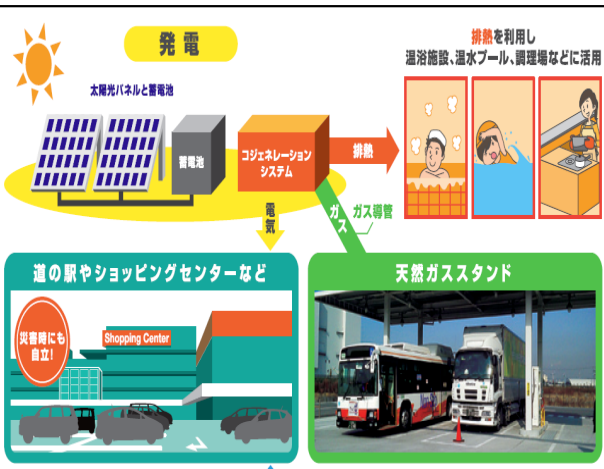 発電
排熱を利用し
温浴施設、温水プール、調理場などに活用
太陽光パネルと蓄電池
蓄電池
コジェネレーション
システム
排熱
電気
ガス
ガス導管
道の駅やショッピングセンターなど
災害時にも
自立!
Shopping Center
天然ガススタンド